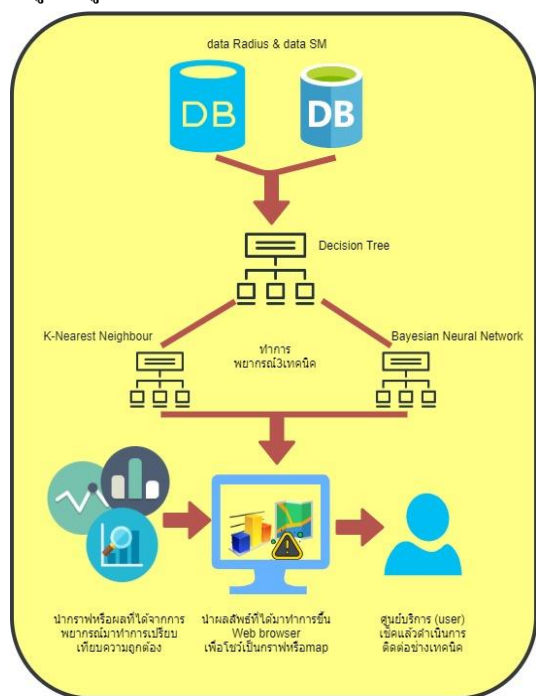 data Radius & data SM
DB
DB
Decision Tree
K-Nearest Neighbour
Bayesian Neural Network
ทำการ
พยากรณ์3เทคนิค
นำกราฟหรือผลที่ได้จากการ
พยากรณ์มาทำการเปรียบ
เทียบความถูกต้อง
นำผลลัพธ์ที่ได้มาทำการขึ้น
Web browser
เพื่อโชว์เป็นกราฟหรือmap
ศูนย์บริการ (user)
เช็คแล้วดำเนินการ
ติดต่อช่างเทคนิค